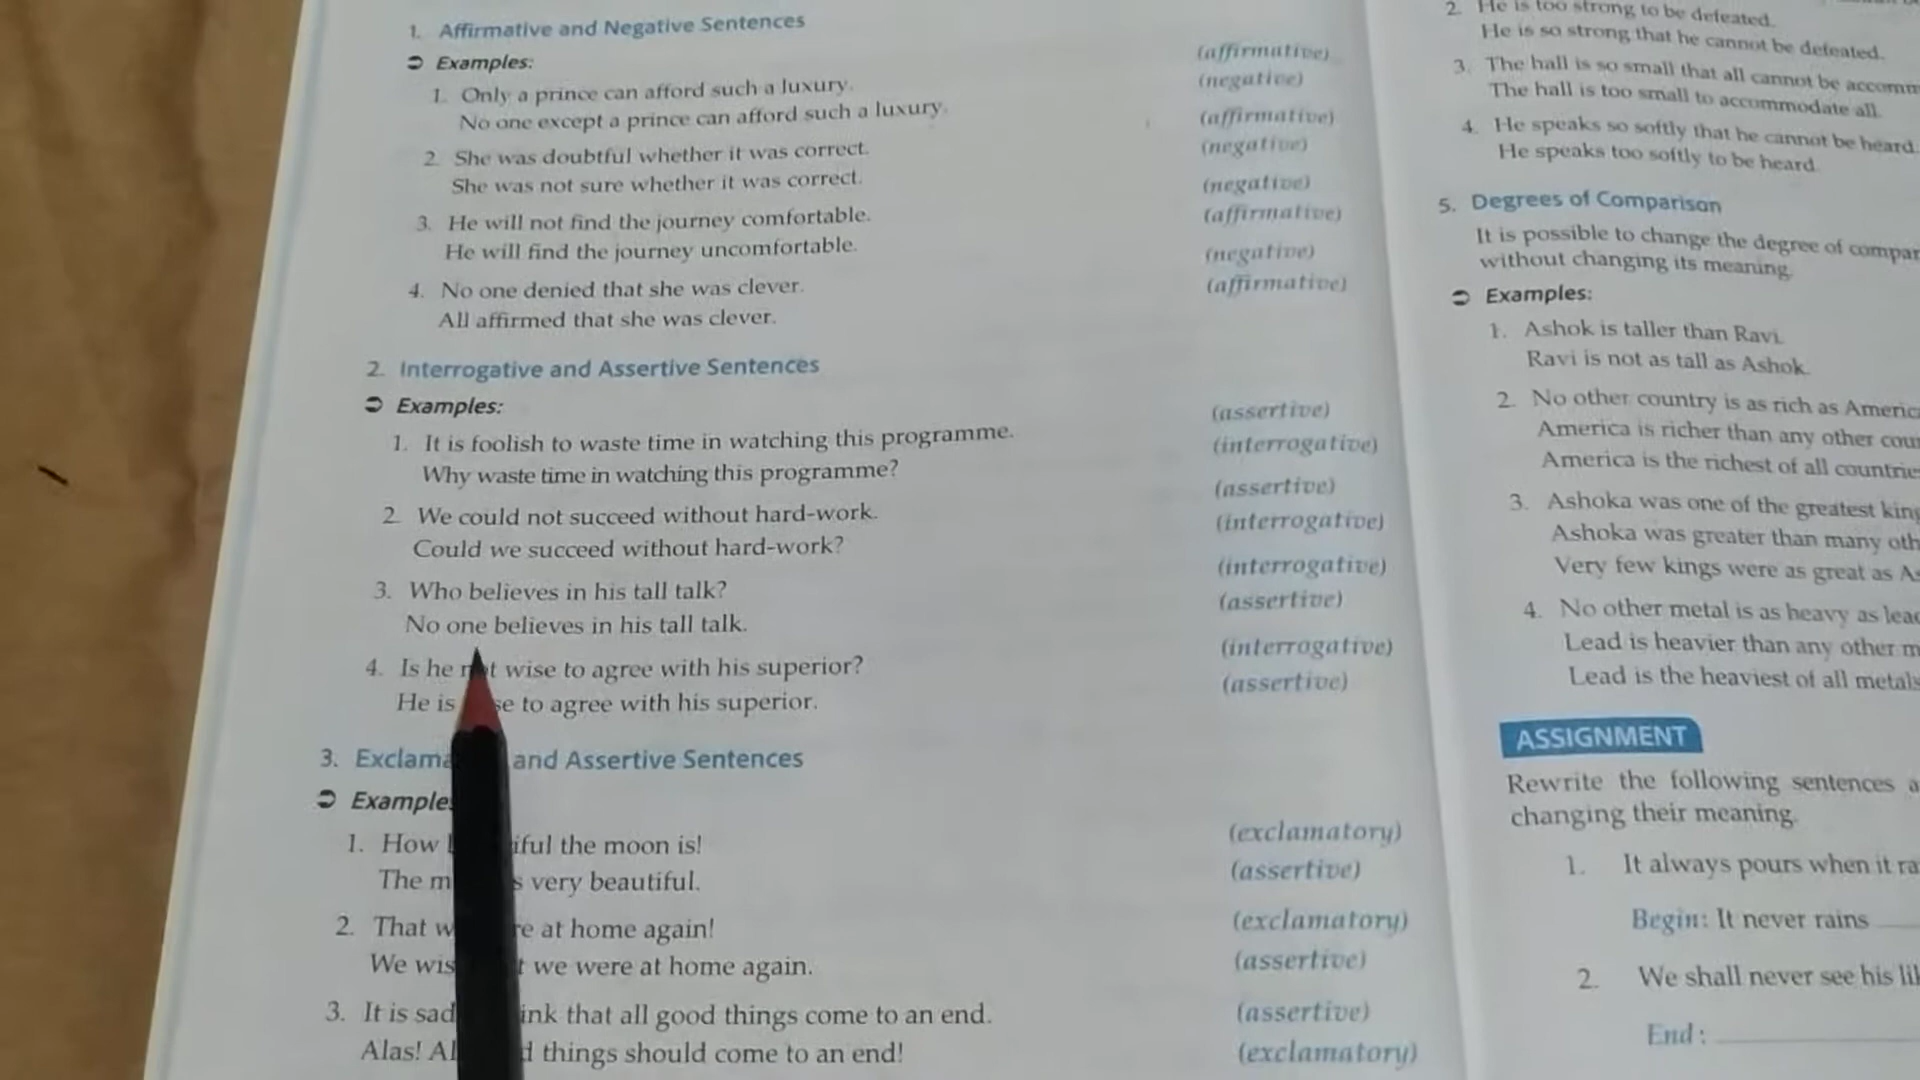 1. Affirmative and Negative Sentences
Examples:
1. Only a prince can afford such a luxury. (affirmative)
No one except a prince can afford such a luxury. (negative)
2. She was doubtful whether it was correct. (affirmative)
She was not sure whether it was correct. (negative)
3. He will not find the journey comfortable. (negative)
He will find the journey uncomfortable. (affirmative)
4. No one denied that she was clever. (negative)
All affirmed that she was clever. (affirmative)
2. Interrogative and Assertive Sentences
Examples:
1. It is foolish to waste time in watching this programme. (assertive)
Why waste time in watching this programme? (interrogative)
2. We could not succeed without hard-work. (assertive)
Could we succeed without hard-work? (interrogative)
3. Who believes in his tall talk? (interrogative)
No one believes in his tall talk. (assertive)
4. Is he not wise to agree with his superior? (interrogative)
He is to agree with his superior. (assertive)
3. and Assertive Sentences
1. How the moon is! (exclamatory)
The very beautiful. (assertive)
2. That at home again! (exclamatory)
We we were at home again. (assertive)
3. It is sad that all good things come to an end. (assertive)
Alas! things should come to an end! (exclamatory)
2. He is too strong to be defeated.
He is so strong that he cannot be defeated.
3. The hall is so small that all cannot be
The hall is too small to accommodate all.
4. He speaks so softly that he cannot be heard.
He speaks too softly to be heard.
5. Degrees of Comparison
It is possible to change the degree of
without changing its meaning.
Examples:
1. Ashok is taller than Ravi.
Ravi is not as tall as Ashok.
2. No other country is as rich as
America is richer than any other
America is the richest of all
3. Ashoka was one of the greatest
Ashoka was greater than many
Very few kings were as great as
4. No other metal is as heavy as
Lead is heavier than any other
Lead is the heaviest of all
ASSIGNMENT
Rewrite the following sentences
changing their meaning.
1. It always pours when it
Begin: It never rains
2. We shall never see his
End: